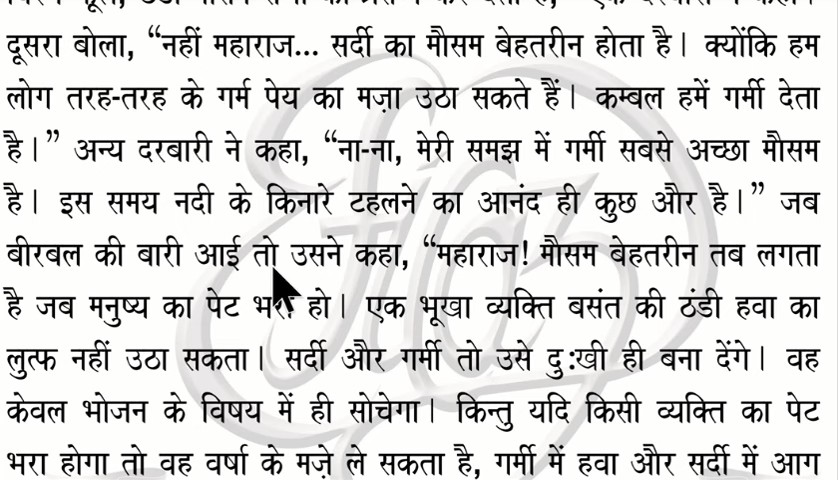 दूसरा बोला, “नहीं महाराज... सर्दी का मौसम बेहतरीन होता है। क्योंकि हम
लोग तरह-तरह के गर्म पेय का मज़ा उठा सकते हैं। कम्बल हमें गर्मी देता
है।” अन्य दरबारी ने कहा, “ना-ना, मेरी समझ में गर्मी सबसे अच्छा मौसम
है। इस समय नदी के किनारे टहलने का आनंद ही कुछ और है।” जब
बीरबल की बारी आई तो उसने कहा, “महाराज! मौसम बेहतरीन तब लगता
है जब मनुष्य का पेट भरा हो। एक भूखा व्यक्ति बसंत की ठंडी हवा का
लुत्फ नहीं उठा सकता। सर्दी और गर्मी तो उसे दुःखी ही बना देंगे। वह
केवल भोजन के विषय में ही सोचेगा। किन्तु यदि किसी व्यक्ति का पेट
भरा होगा तो वह वर्षा के मज़े ले सकता है, गर्मी में हवा और सर्दी में आग